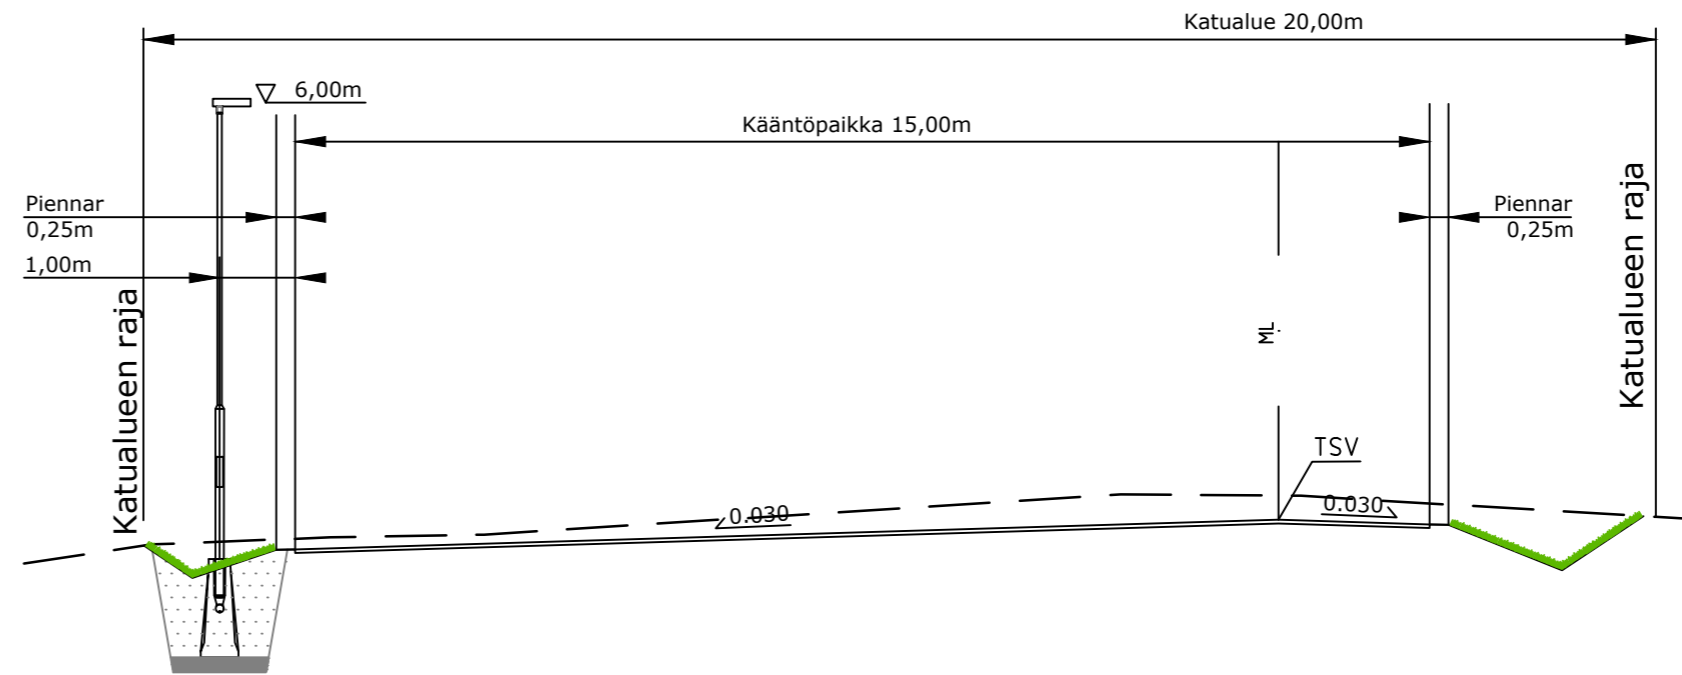 Katualue 20,00m
6,00m
Kääntöpaikka 15,00m
Piennar
0,25m
1,00m
Piennar
0,25m
Katualueen raja
Katualueen raja
ML.
TSV
0.030
0.030